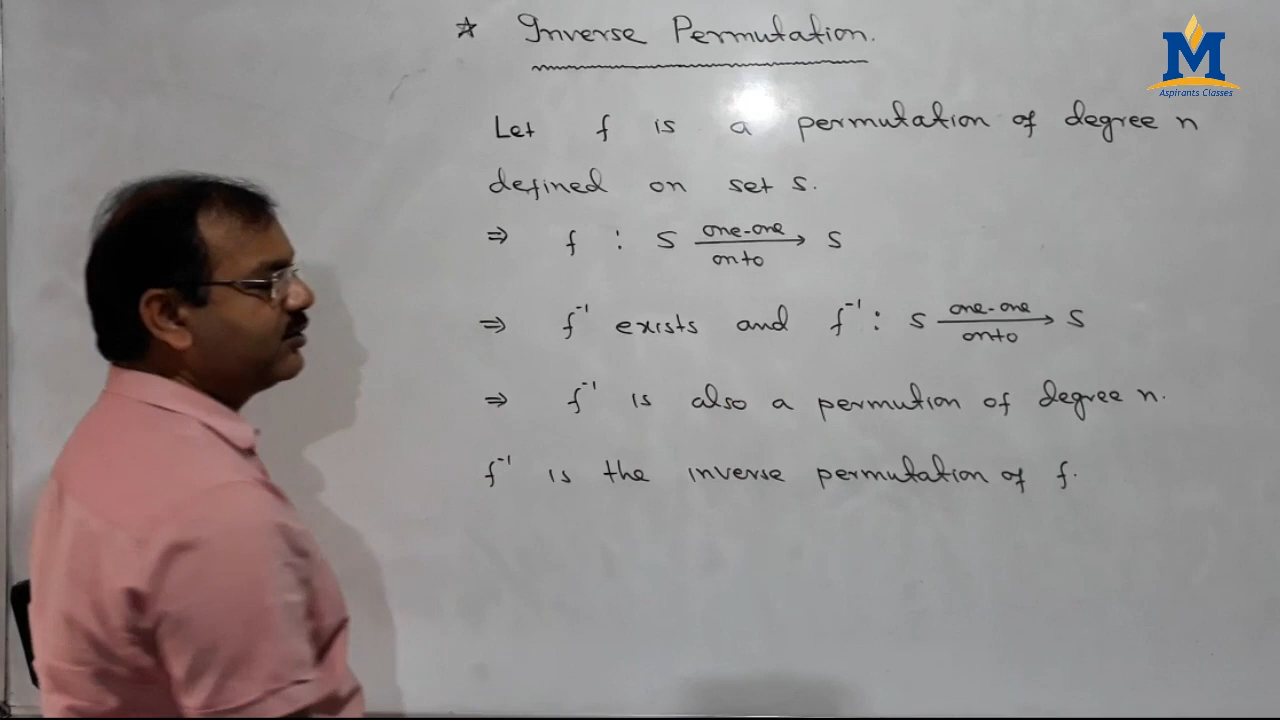 ☆ Inverse Permutation.
M
Aspirants Classes
Let f is a permutation of degree n
defined on set S.
⇒ f : S one-one/onto → S
⇒ f⁻¹ exists and f⁻¹ : S one-one/onto → S
⇒ f⁻¹ is also a permution of degree n.
f⁻¹ is the inverse permutation of f.